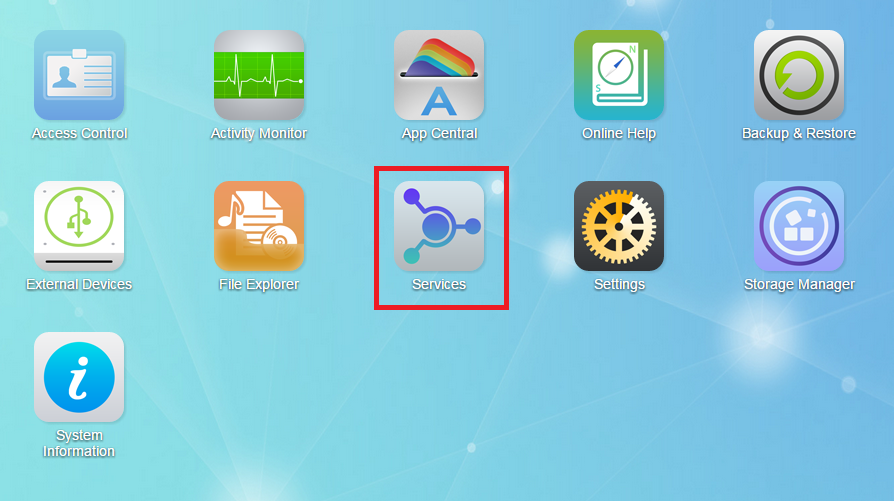 Access Control
Activity Monitor
App Central
Online Help
Backup & Restore
External Devices
File Explorer
Services
Settings
Storage Manager
System
Information